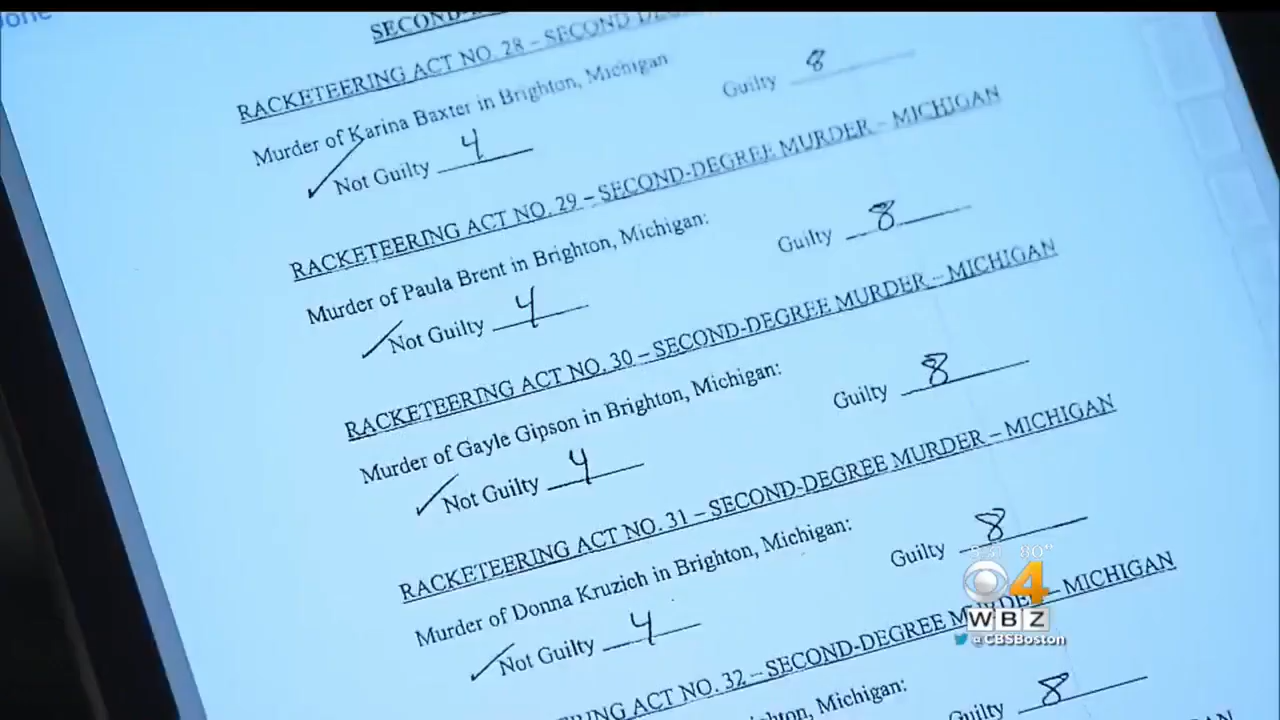 RACKETEERING ACT NO. 28 – SECOND
Murder of Karina Baxter in Brighton, Michigan
Not Guilty 4 Guilty 8
RACKETEERING ACT NO. 29 – SECOND-DEGREE MURDER – MICHIGAN
Murder of Paula Brent in Brighton, Michigan:
Not Guilty 4 Guilty 8
RACKETEERING ACT NO. 30 – SECOND-DEGREE MURDER – MICHIGAN
Murder of Gayle Gipson in Brighton, Michigan:
Not Guilty 4 Guilty 8
RACKETEERING ACT NO. 31 – SECOND-DEGREE MURDER – MICHIGAN
Murder of Donna Kruzich in Brighton, Michigan:
Not Guilty 4 Guilty 8
ACT NO. 32 – SECOND-DEGREE MURDER – MICHIGAN
Michigan:
Guilty 8
80°
4
WBZ
@CBSBoston